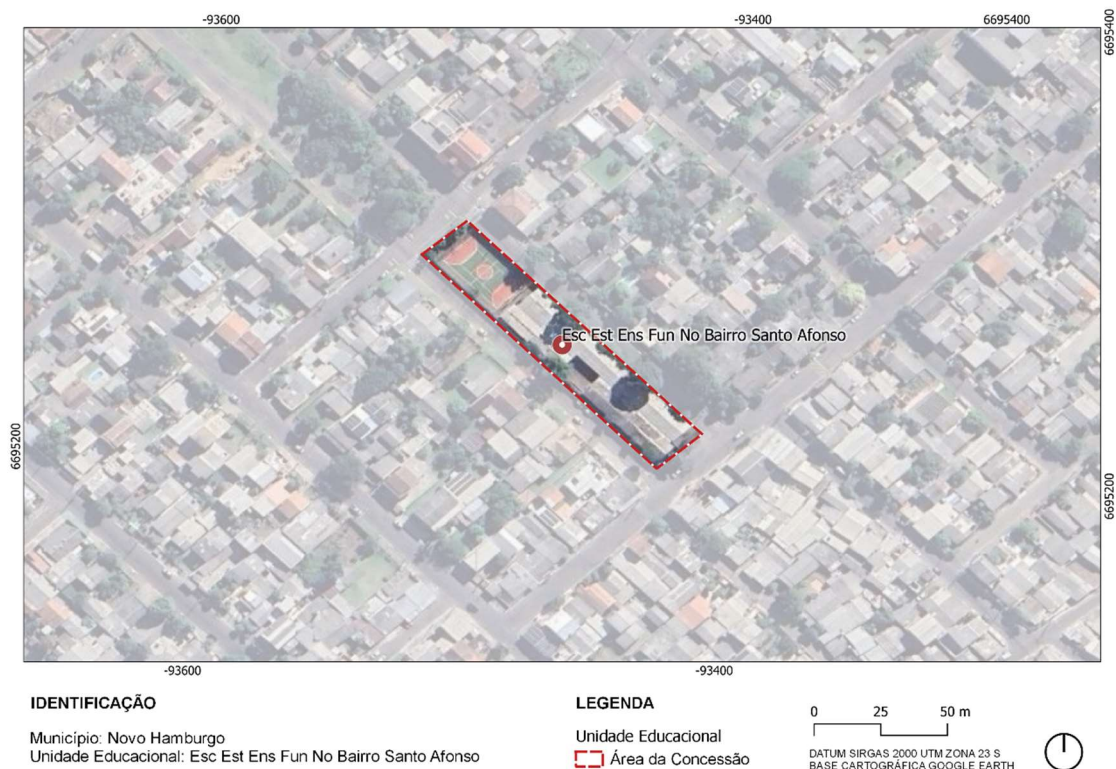 -93600
-93400
6695400
6695400
Esc Est Ens Fun No Bairro Santo Afonso
6695200
6695200
-93600
-93400
IDENTIFICAÇÃO
Município: Novo Hamburgo
Unidade Educacional: Esc Est Ens Fun No Bairro Santo Afonso
LEGENDA
Unidade Educacional
Área da Concessão
0 25 50 m
DATUM SIRGAS 2000 UTM ZONA 23 S
BASE CARTOGRÁFICA GOOGLE EARTH